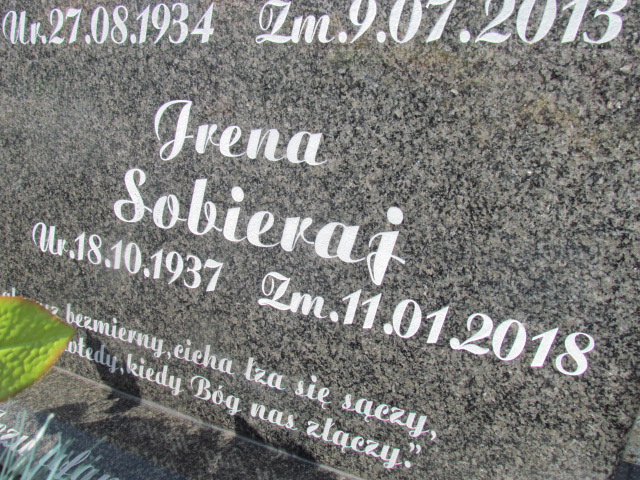 Ur.27.08.1934 Zm.9.07.2013
Irena
Sobieraj
Ur.18.10.1937 Zm.11.01.2018
bezmierny, cicha łza się sączy,
wtedy, kiedy Bóg nas złączy."